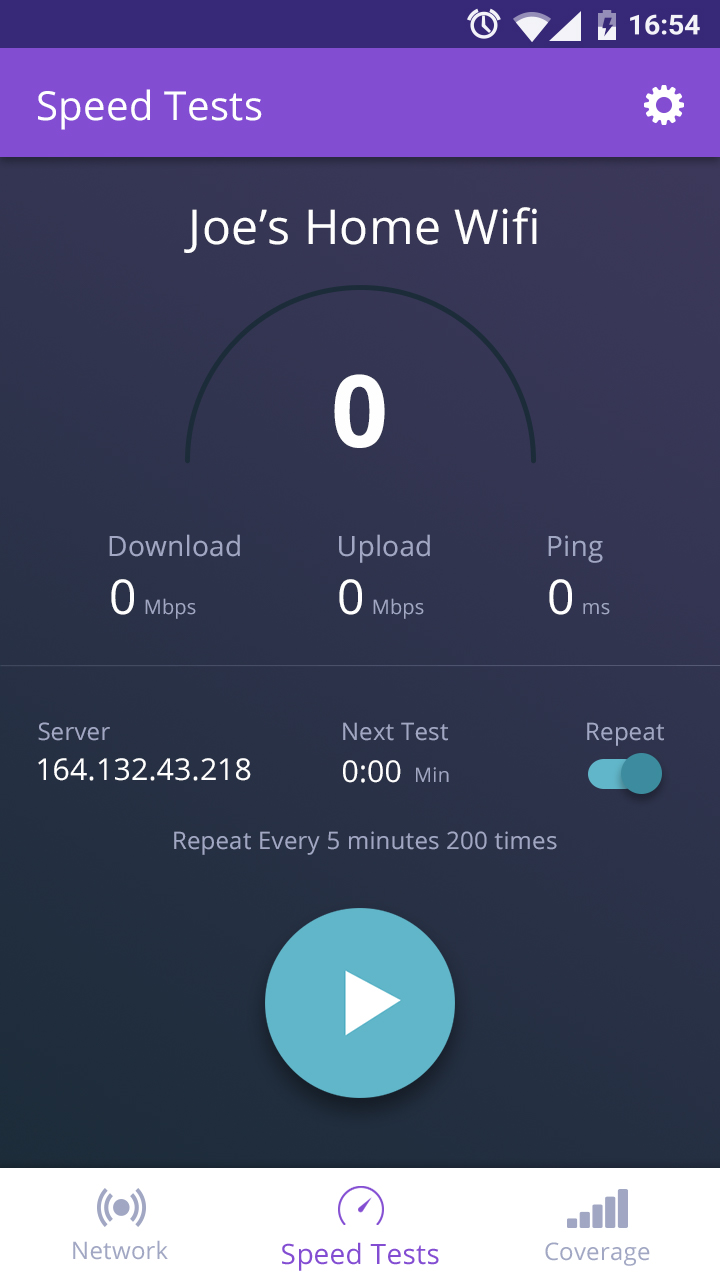 16:54
Speed Tests
Joe’s Home Wifi
0
Download Upload Ping
0 Mbps 0 Mbps 0 ms
Server Next Test Repeat
164.132.43.218 0:00 Min
Repeat Every 5 minutes 200 times
Network Speed Tests Coverage